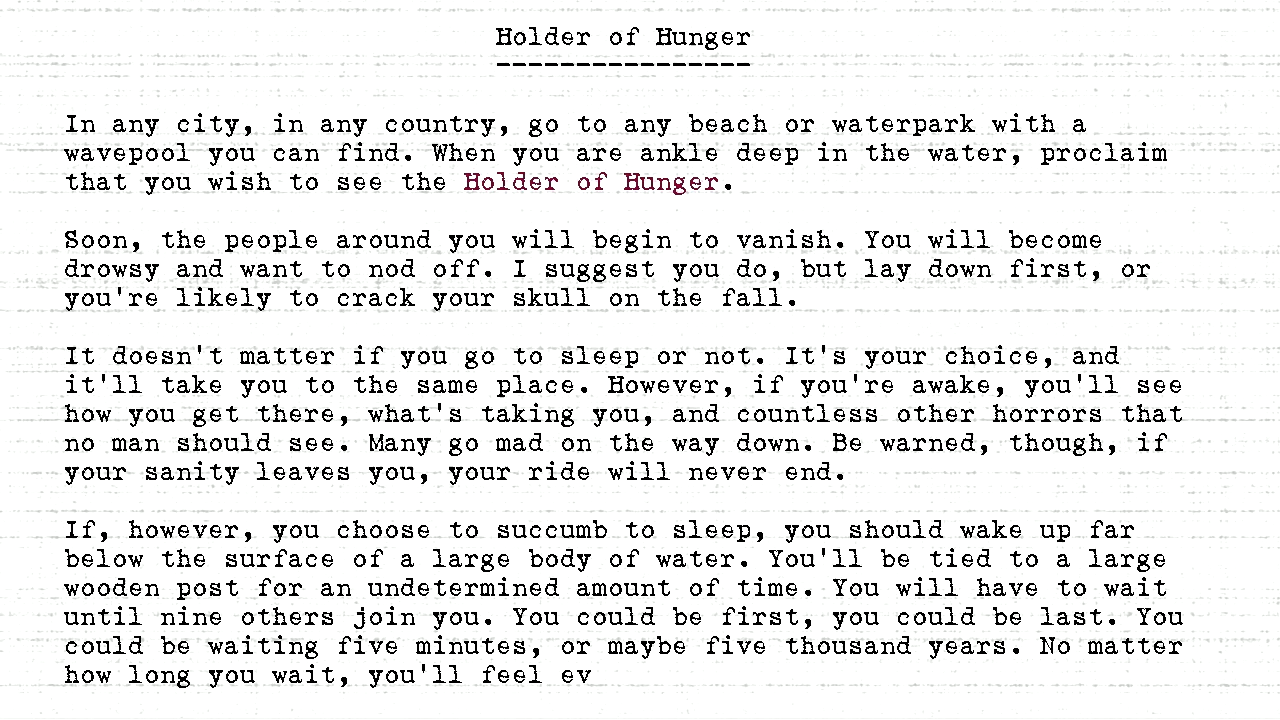 Holder of Hunger
----------------
In any city, in any country, go to any beach or waterpark with a
wavepool you can find. When you are ankle deep in the water, proclaim
that you wish to see the Holder of Hunger.
Soon, the people around you will begin to vanish. You will become
drowsy and want to nod off. I suggest you do, but lay down first, or
you're likely to crack your skull on the fall.
It doesn't matter if you go to sleep or not. It's your choice, and
it'll take you to the same place. However, if you're awake, you'll see
how you get there, what's taking you, and countless other horrors that
no man should see. Many go mad on the way down. Be warned, though, if
your sanity leaves you, your ride will never end.
If, however, you choose to succumb to sleep, you should wake up far
below the surface of a large body of water. You'll be tied to a large
wooden post for an undetermined amount of time. You will have to wait
until nine others join you. You could be first, you could be last. You
could be waiting five minutes, or maybe five thousand years. No matter
how long you wait, you'll feel ev